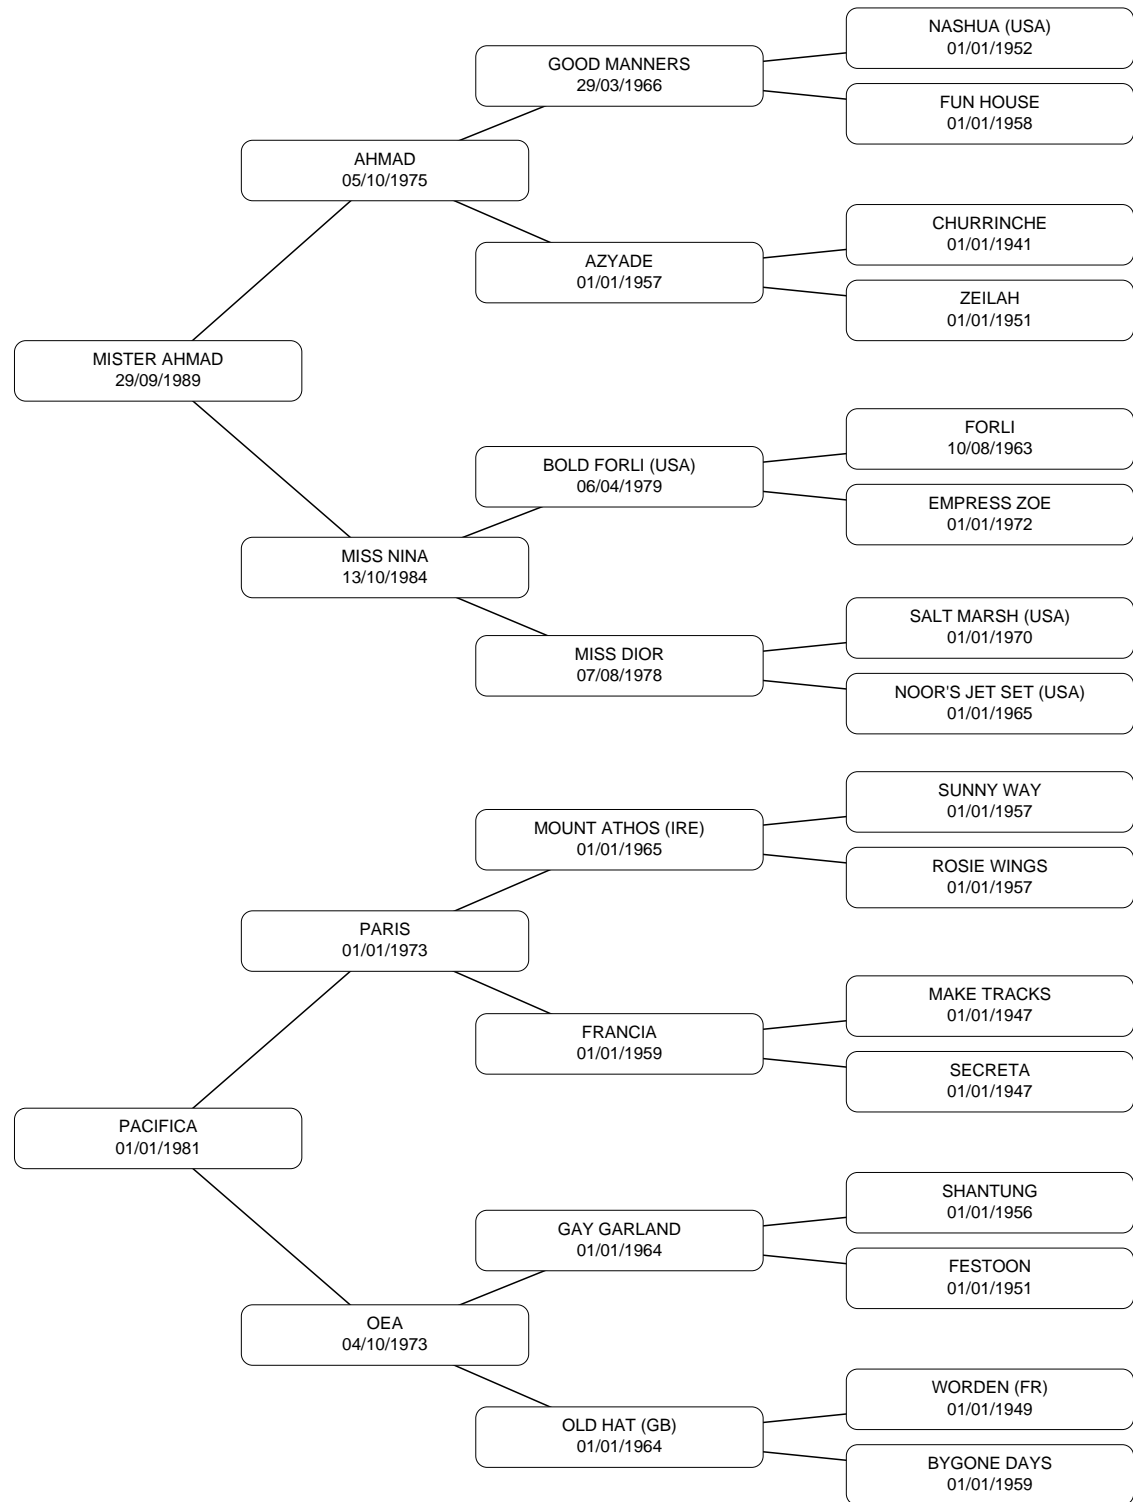 NASHUA (USA)
01/01/1952
GOOD MANNERS
29/03/1966
FUN HOUSE
01/01/1958
AHMAD
05/10/1975
CHURRINCHE
01/01/1941
AZYADE
01/01/1957
ZEILAH
01/01/1951
MISTER AHMAD
29/09/1989
FORLI
10/08/1963
BOLD FORLI (USA)
06/04/1979
EMPRESS ZOE
01/01/1972
MISS NINA
13/10/1984
SALT MARSH (USA)
01/01/1970
MISS DIOR
07/08/1978
NOOR'S JET SET (USA)
01/01/1965
SUNNY WAY
01/01/1957
MOUNT ATHOS (IRE)
01/01/1965
ROSIE WINGS
01/01/1957
PARIS
01/01/1973
MAKE TRACKS
01/01/1947
FRANCIA
01/01/1959
SECRETA
01/01/1947
PACIFICA
01/01/1981
SHANTUNG
01/01/1956
GAY GARLAND
01/01/1964
FESTOON
01/01/1951
OEA
04/10/1973
WORDEN (FR)
01/01/1949
OLD HAT (GB)
01/01/1964
BYGONE DAYS
01/01/1959